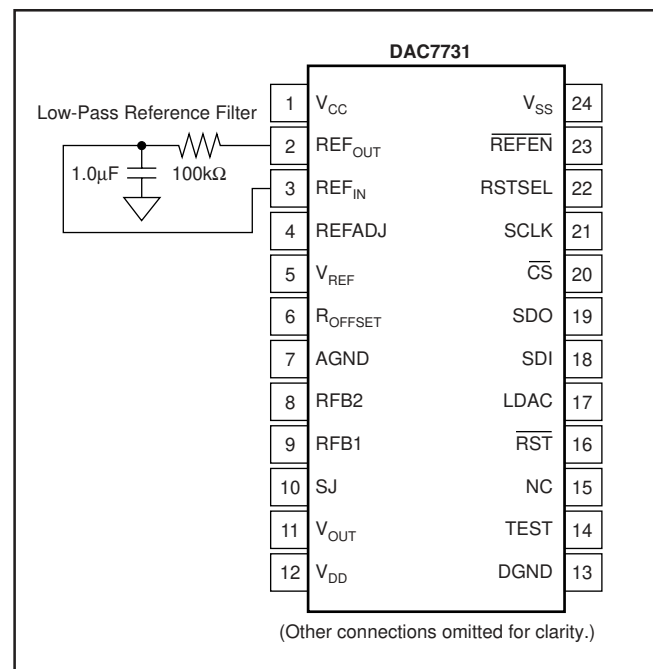 DAC7731
Low-Pass Reference Filter
1.0µF
100kΩ
1 V_CC
2 REF_OUT
3 REF_IN
4 REFADJ
5 V_REF
6 R_OFFSET
7 AGND
8 RFB2
9 RFB1
10 SJ
11 V_OUT
12 V_DD
V_SS 24
R̅E̅F̅E̅N̅ 23
RSTSEL 22
SCLK 21
C̅S̅ 20
SDO 19
SDI 18
LDAC 17
R̅S̅T̅ 16
NC 15
TEST 14
DGND 13
(Other connections omitted for clarity.)